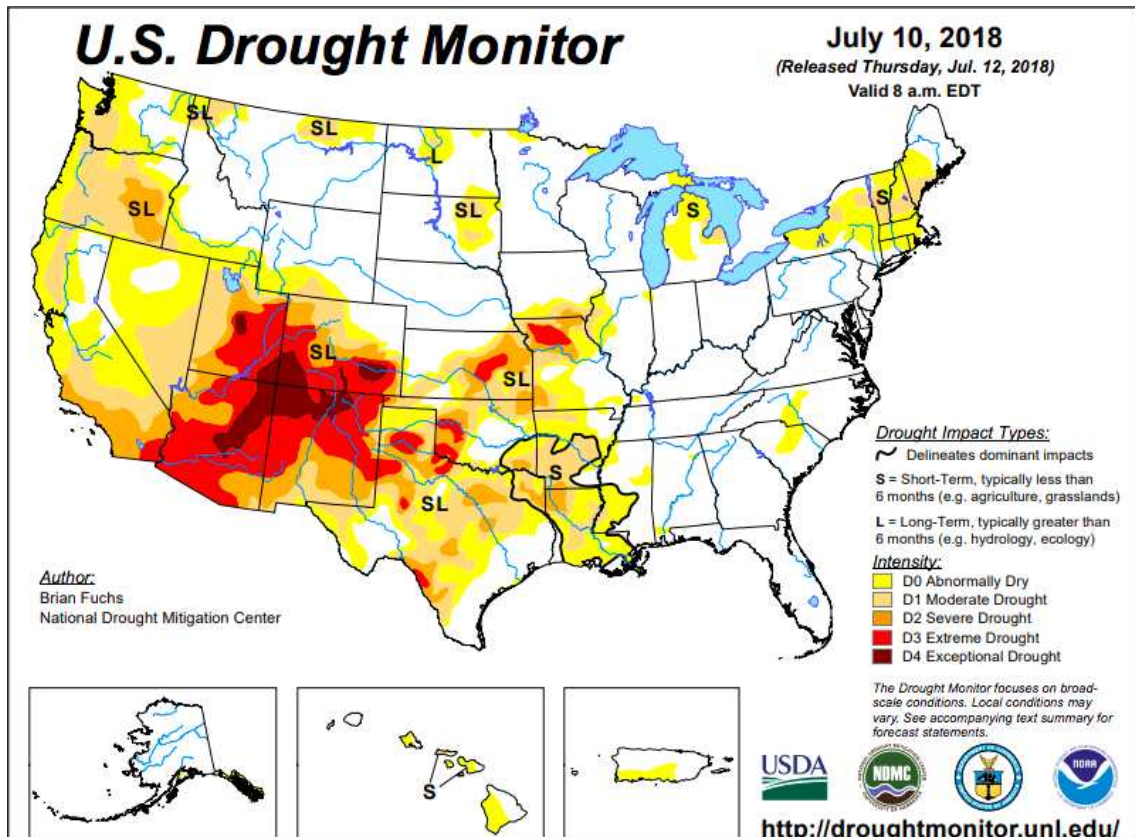 U.S. Drought Monitor
July 10, 2018
(Released Thursday, Jul. 12, 2018)
Valid 8 a.m. EDT
SL
SL
L
SL
S
S
SL
SL
SL
S
SL
Drought Impact Types:
Delineates dominant impacts
S = Short-Term, typically less than
6 months (e.g. agriculture, grasslands)
L = Long-Term, typically greater than
6 months (e.g. hydrology, ecology)
Intensity:
D0 Abnormally Dry
D1 Moderate Drought
D2 Severe Drought
D3 Extreme Drought
D4 Exceptional Drought
Author:
Brian Fuchs
National Drought Mitigation Center
S
The Drought Monitor focuses on broad-
scale conditions. Local conditions may
vary. See accompanying text summary for
forecast statements.
USDA
NDMC
NOAA
http://droughtmonitor.unl.edu/